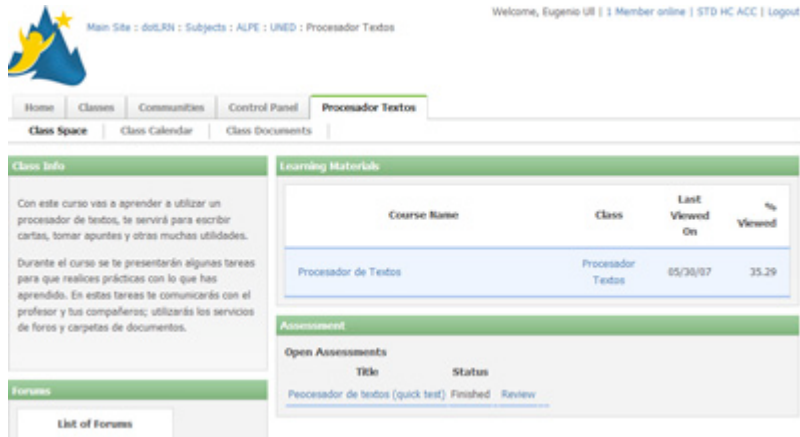 Welcome, Eugenio Ull | 1 Member online | STD HC ACC | Logout
Main Site : dotLRN : Subjects : ALPE : UNED : Procesador Textos
Home Classes Communities Control Panel Procesador Textos
Class Space Class Calendar Class Documents
Class Info
Con este curso vas a aprender a utilizar un
procesador de textos, te servirá para escribir
cartas, tomar apuntes y otras muchas utilidades.
Durante el curso se te presentarán algunas tareas
para que realices prácticas con lo que has
aprendido. En estas tareas te comunicarás con el
profesor y tus compañeros; utilizarás los servicios
de foros y carpetas de documentos.
Forums
List of Forums
Learning Materials
Course Name Class Last Viewed On % Viewed
Procesador de Textos Procesador Textos 05/30/07 35.29
Assessment
Open Assessments
Title Status
Peocesador de textos (quick test) Finished Review